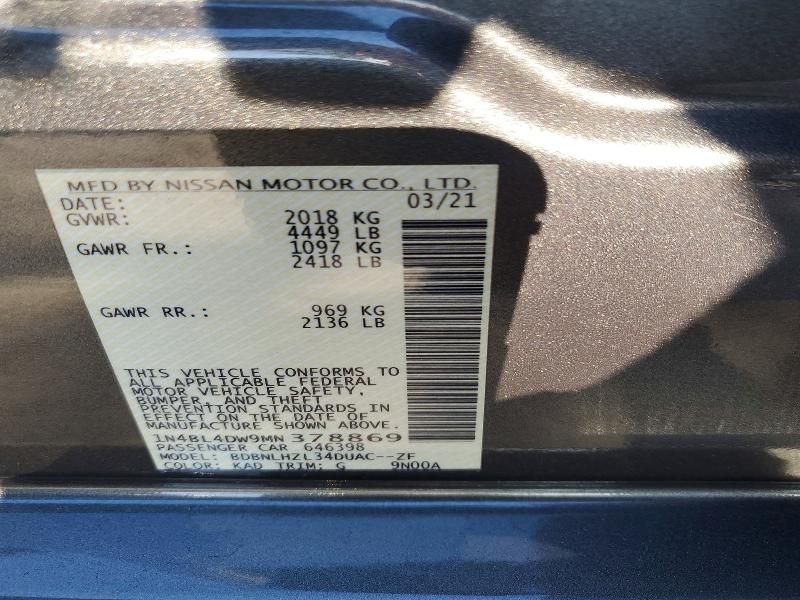 MFD BY NISSAN MOTOR CO., LTD.
DATE: 03/21
GVWR: 2018 KG
4449 LB
GAWR FR.: 1097 KG
2418 LB
GAWR RR.: 969 KG
2136 LB
THIS VEHICLE CONFORMS TO
ALL APPLICABLE FEDERAL
MOTOR VEHICLE SAFETY,
BUMPER, AND THEFT
PREVENTION STANDARDS IN
EFFECT ON THE DATE OF
MANUFACTURE SHOWN ABOVE.
1N4BL4DW9MN378869
PASSENGER CAR 646398
MODEL: BDBNLHZL34DUAC--ZF
COLOR: KAD TRIM: G 9N00A